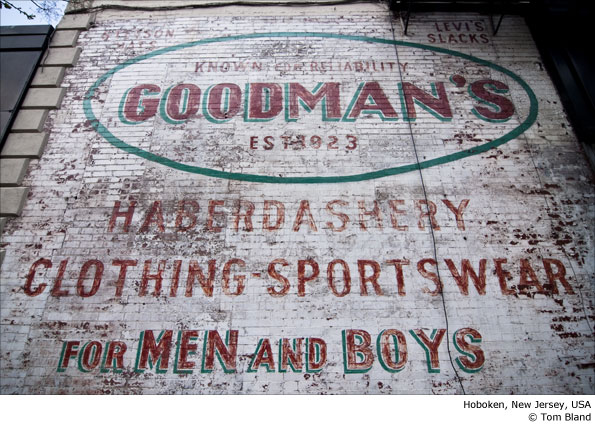 LEVI'S
SLACKS
KNOWN FOR RELIABILITY
GOODMAN'S
EST. 1923
HABERDASHERY
CLOTHING-SPORTSWEAR
FOR MEN AND BOYS
Hoboken, New Jersey, USA
© Tom Bland